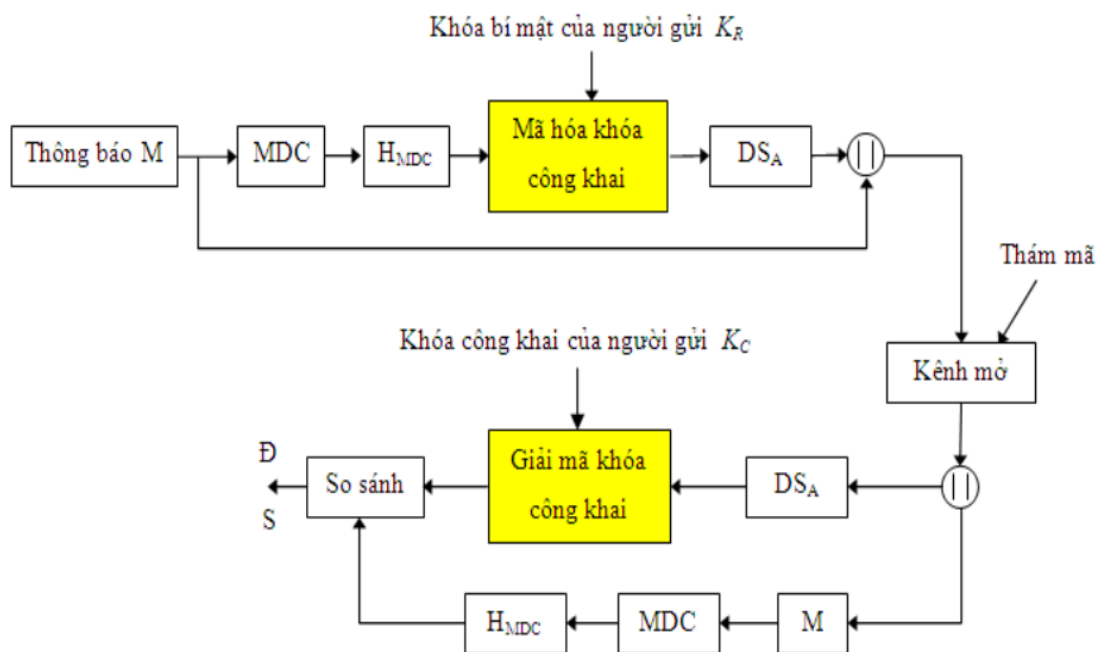 Khóa bí mật của người gửi K_R
Thông báo M
MDC
H_MDC
Mã hóa khóa
công khai
DS_A
||
Thám mã
Khóa công khai của người gửi K_C
Kênh mở
Đ
S
So sánh
Giải mã khóa
công khai
DS_A
||
H_MDC
MDC
M